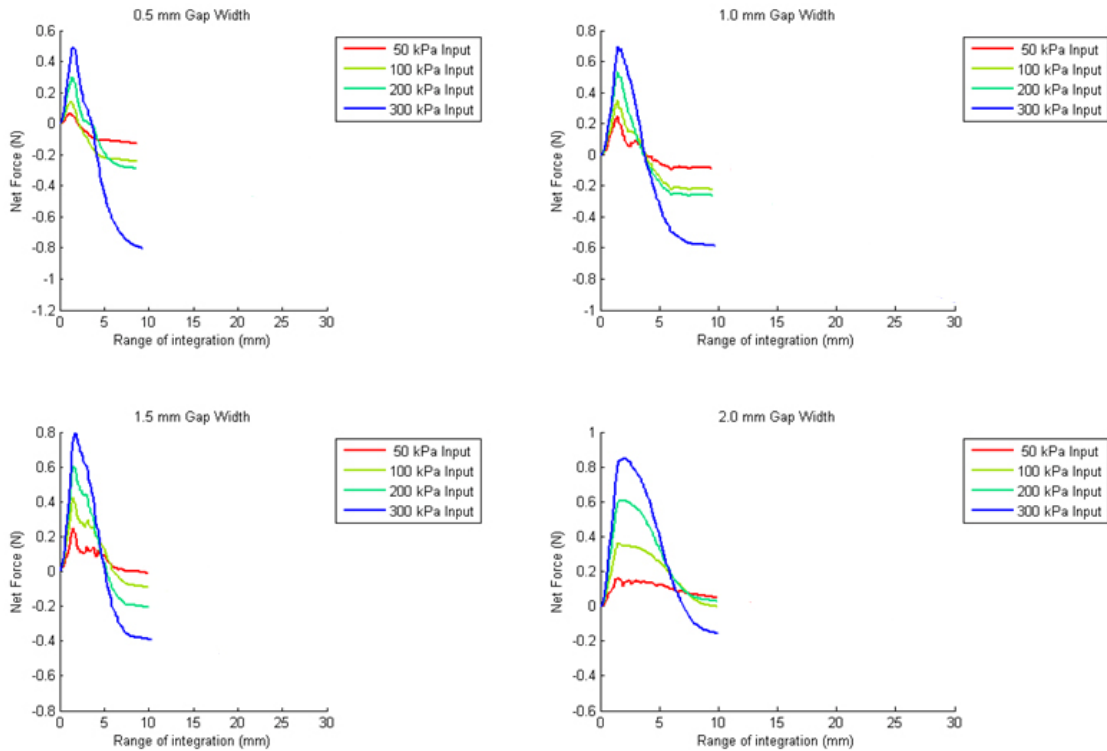 0.5 mm Gap Width
0.6
0.4
0.2
0
-0.2
-0.4
-0.6
-0.8
-1
-1.2
Net Force (N)
0 5 10 15 20 25 30
Range of integration (mm)
50 kPa Input
100 kPa Input
200 kPa Input
300 kPa Input
1.0 mm Gap Width
0.8
0.6
0.4
0.2
0
-0.2
-0.4
-0.6
-0.8
-1
Net Force (N)
0 5 10 15 20 25 30
Range of integration (mm)
50 kPa Input
100 kPa Input
200 kPa Input
300 kPa Input
1.5 mm Gap Width
0.8
0.6
0.4
0.2
0
-0.2
-0.4
-0.6
-0.8
Net Force (N)
0 5 10 15 20 25 30
Range of integration (mm)
50 kPa Input
100 kPa Input
200 kPa Input
300 kPa Input
2.0 mm Gap Width
1
0.8
0.6
0.4
0.2
0
-0.2
-0.4
-0.6
Net Force (N)
0 5 10 15 20 25 30
Range of integration (mm)
50 kPa Input
100 kPa Input
200 kPa Input
300 kPa Input